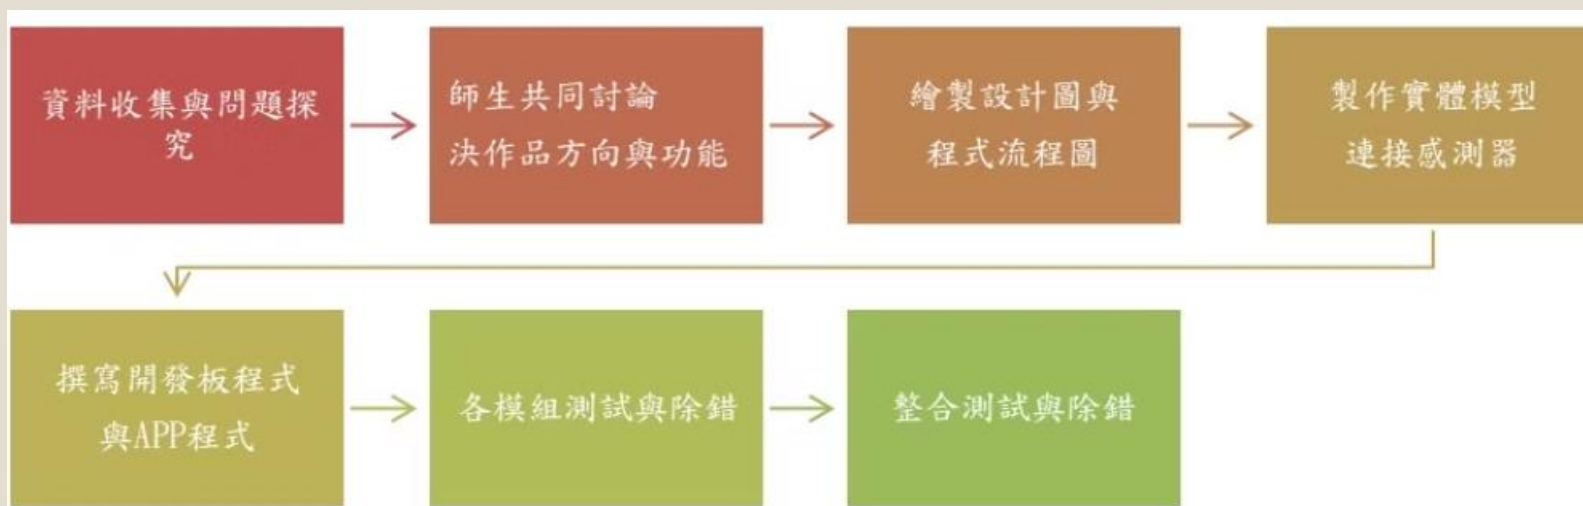 資料收集與問題探
究
師生共同討論
決作品方向與功能
繪製設計圖與
程式流程圖
製作實體模型
連接感測器
撰寫開發板程式
與APP程式
各模組測試與除錯
整合測試與除錯